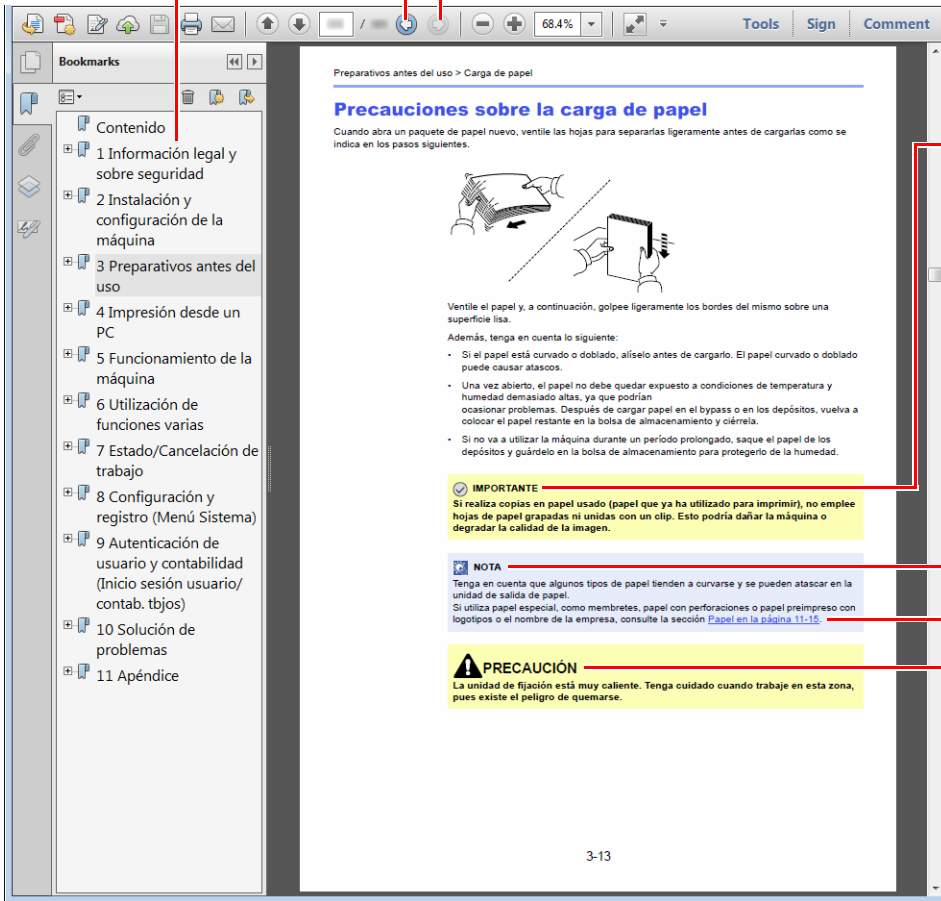 68.4%
Tools
Sign
Comment
Bookmarks
Contenido
1 Información legal y
sobre seguridad
2 Instalación y
configuración de la
máquina
3 Preparativos antes del
uso
4 Impresión desde un
PC
5 Funcionamiento de la
máquina
6 Utilización de
funciones varias
7 Estado/Cancelación de
trabajo
8 Configuración y
registro (Menú Sistema)
9 Autenticación de
usuario y contabilidad
(Inicio sesión usuario/
contab. tbjos)
10 Solución de
problemas
11 Apéndice
Preparativos antes del uso > Carga de papel
Precauciones sobre la carga de papel
Cuando abra un paquete de papel nuevo, ventile las hojas para separarlas ligeramente antes de cargarlas como se
indica en los pasos siguientes.
Ventile el papel y, a continuación, golpee ligeramente los bordes del mismo sobre una
superficie lisa.
Además, tenga en cuenta lo siguiente:
• Si el papel está curvado o doblado, alíselo antes de cargarlo. El papel curvado o doblado
puede causar atascos.
• Una vez abierto, el papel no debe quedar expuesto a condiciones de temperatura y
humedad demasiado altas, ya que podrían
ocasionar problemas. Después de cargar papel en el bypass o en los depósitos, vuelva a
colocar el papel restante en la bolsa de almacenamiento y ciérrela.
• Si no va a utilizar la máquina durante un período prolongado, saque el papel de los
depósitos y guárdelo en la bolsa de almacenamiento para protegerlo de la humedad.
IMPORTANTE
Si realiza copias en papel usado (papel que ya ha utilizado para imprimir), no emplee
hojas de papel grapadas ni unidas con un clip. Esto podría dañar la máquina o
degradar la calidad de la imagen.
NOTA
Tenga en cuenta que algunos tipos de papel tienden a curvarse y se pueden atascar en la
unidad de salida de papel.
Si utiliza papel especial, como membretes, papel con perforaciones o papel preimpreso con
logotipos o el nombre de la empresa, consulte la sección Papel en la página 11-15.
PRECAUCIÓN
La unidad de fijación está muy caliente. Tenga cuidado cuando trabaje en esta zona,
pues existe el peligro de quemarse.
3-13